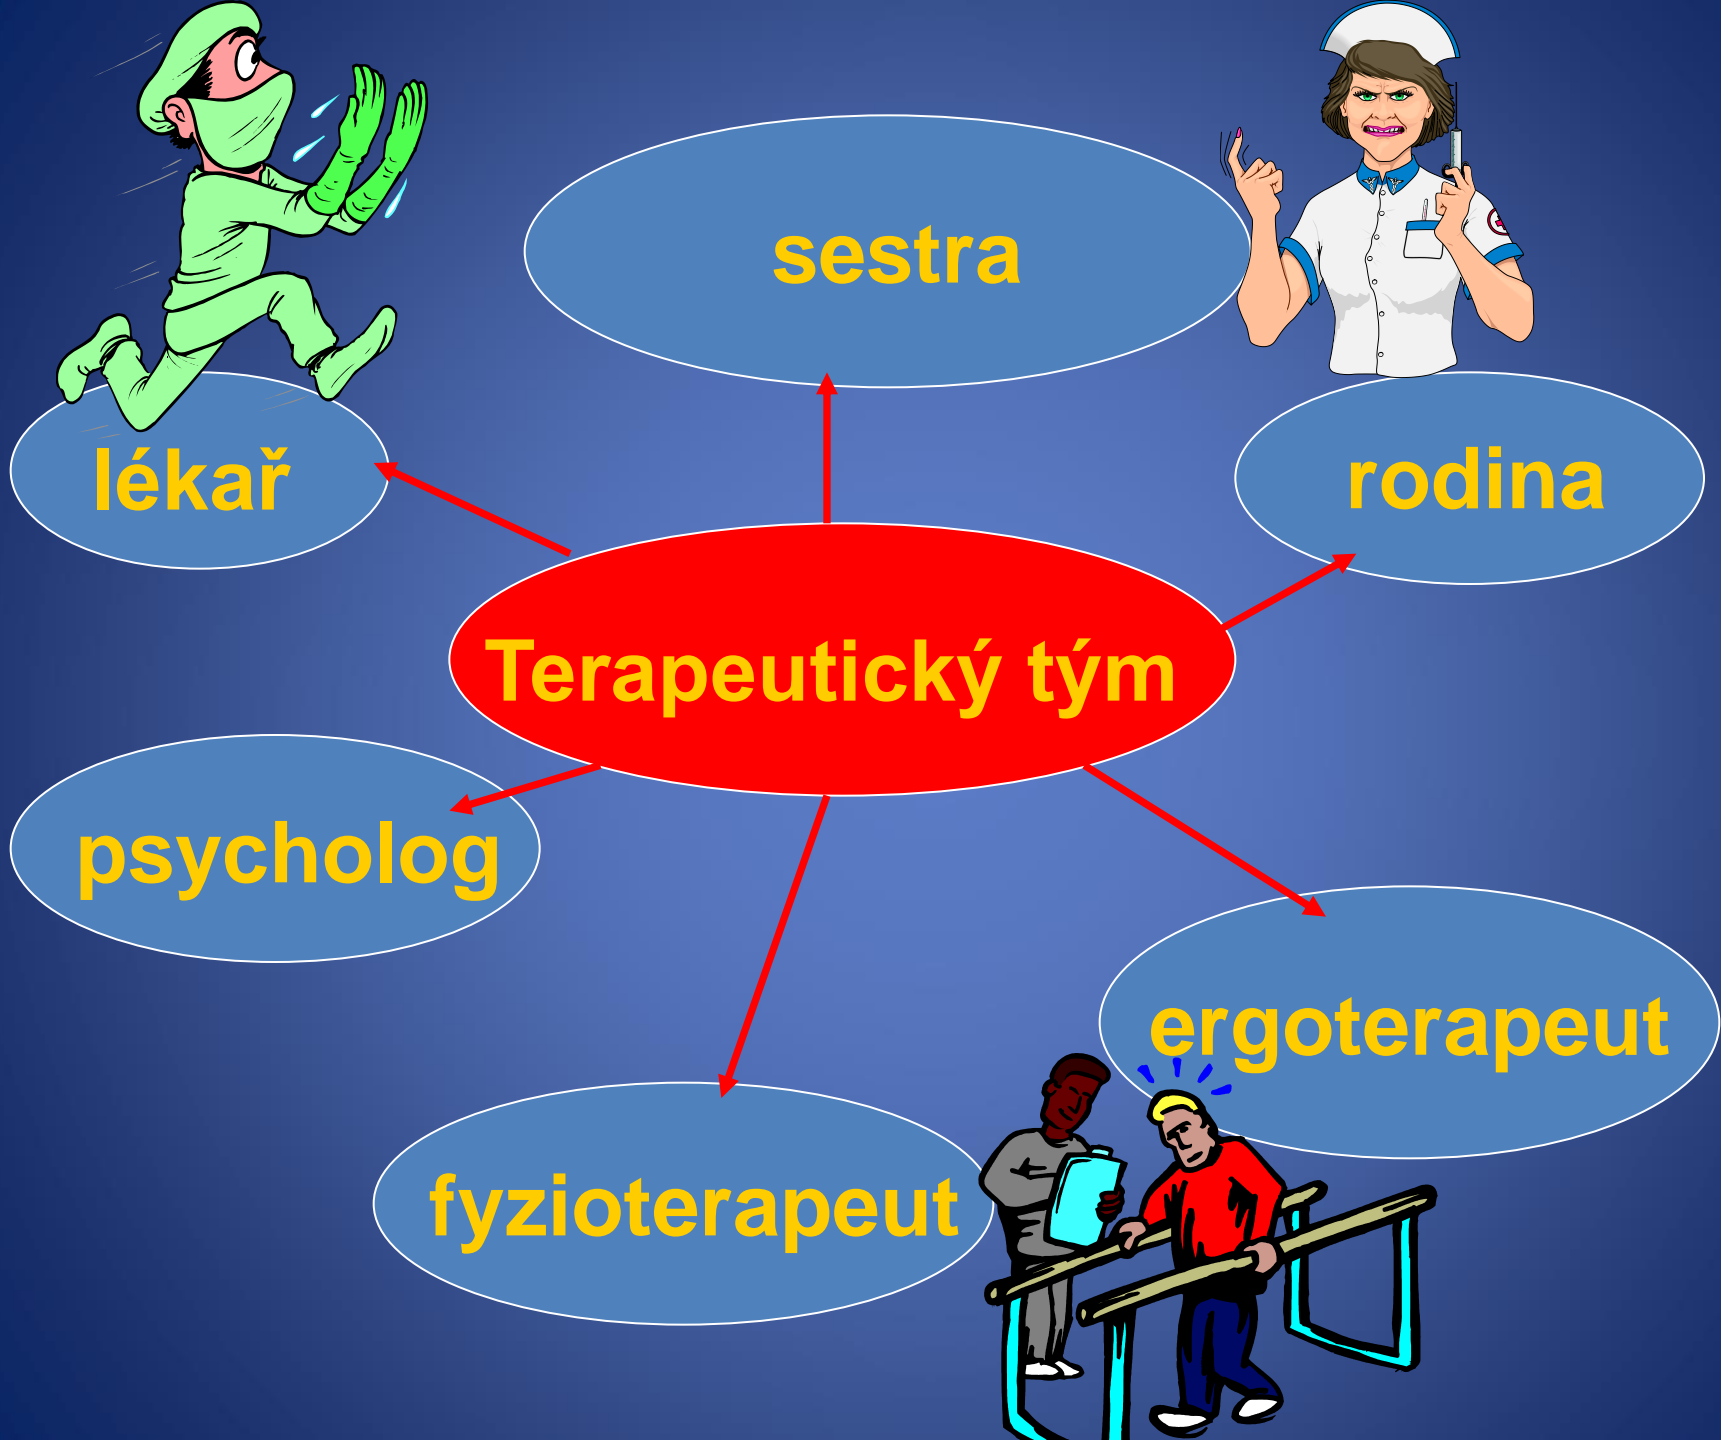 sestra
lékař
rodina
Terapeutický tým
psycholog
ergoterapeut
fyzioterapeut